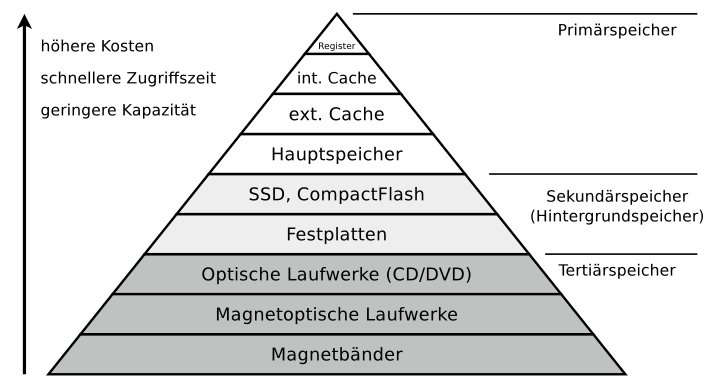 höhere Kosten
schnellere Zugriffszeit
geringere Kapazität
Register
int. Cache
ext. Cache
Hauptspeicher
SSD, CompactFlash
Festplatten
Optische Laufwerke (CD/DVD)
Magnetoptische Laufwerke
Magnetbänder
Primärspeicher
Sekundärspeicher
(Hintergrundspeicher)
Tertiärspeicher